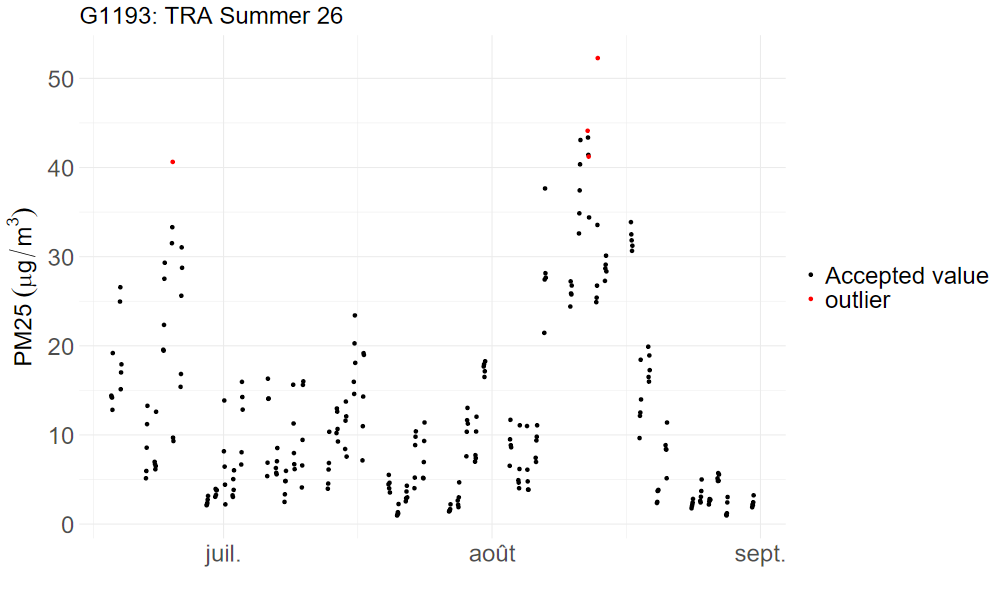 G1193: TRA Summer 26
PM25 (μg/m³)
50
40
30
20
10
0
juil.
août
sept.
Accepted value
outlier